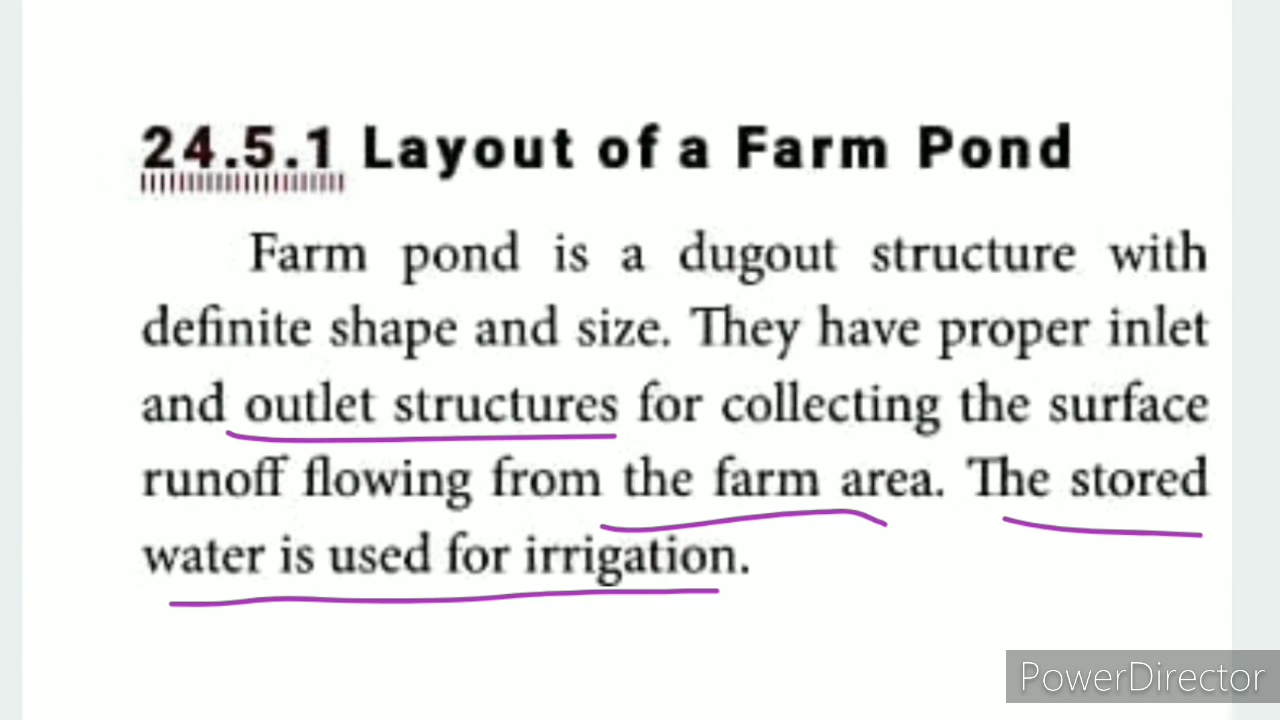 24.5.1 Layout of a Farm Pond
Farm pond is a dugout structure with
definite shape and size. They have proper inlet
and outlet structures for collecting the surface
runoff flowing from the farm area. The stored
water is used for irrigation.
PowerDirector